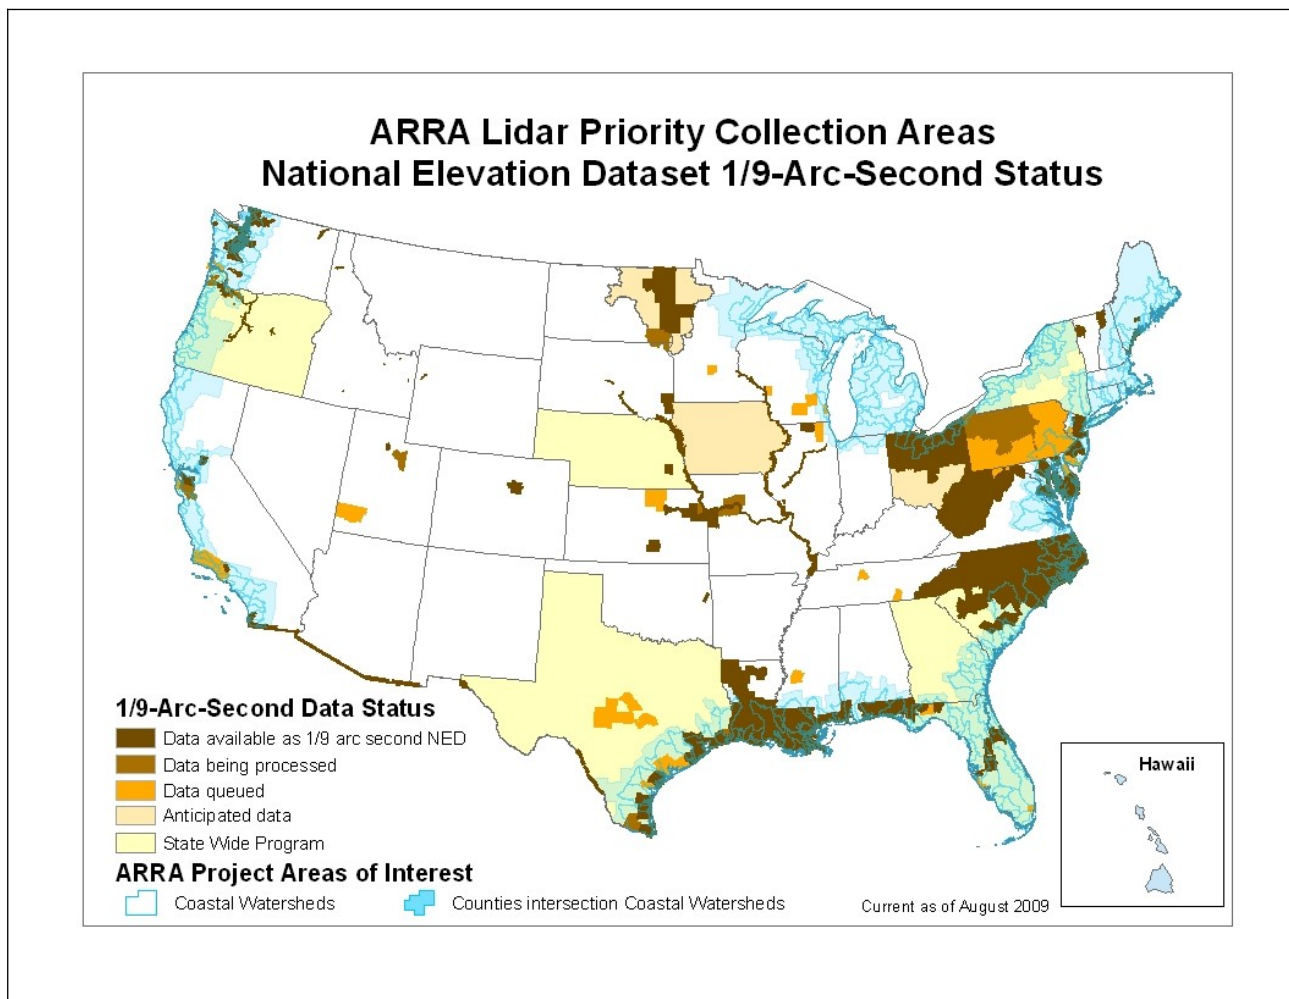 ARRA Lidar Priority Collection Areas
National Elevation Dataset 1/9-Arc-Second Status
1/9-Arc-Second Data Status
Data available as 1/9 arc second NED
Data being processed
Data queued
Anticipated data
State Wide Program
ARRA Project Areas of Interest
Coastal Watersheds
Counties intersection Coastal Watersheds
Current as of August 2009
Hawaii